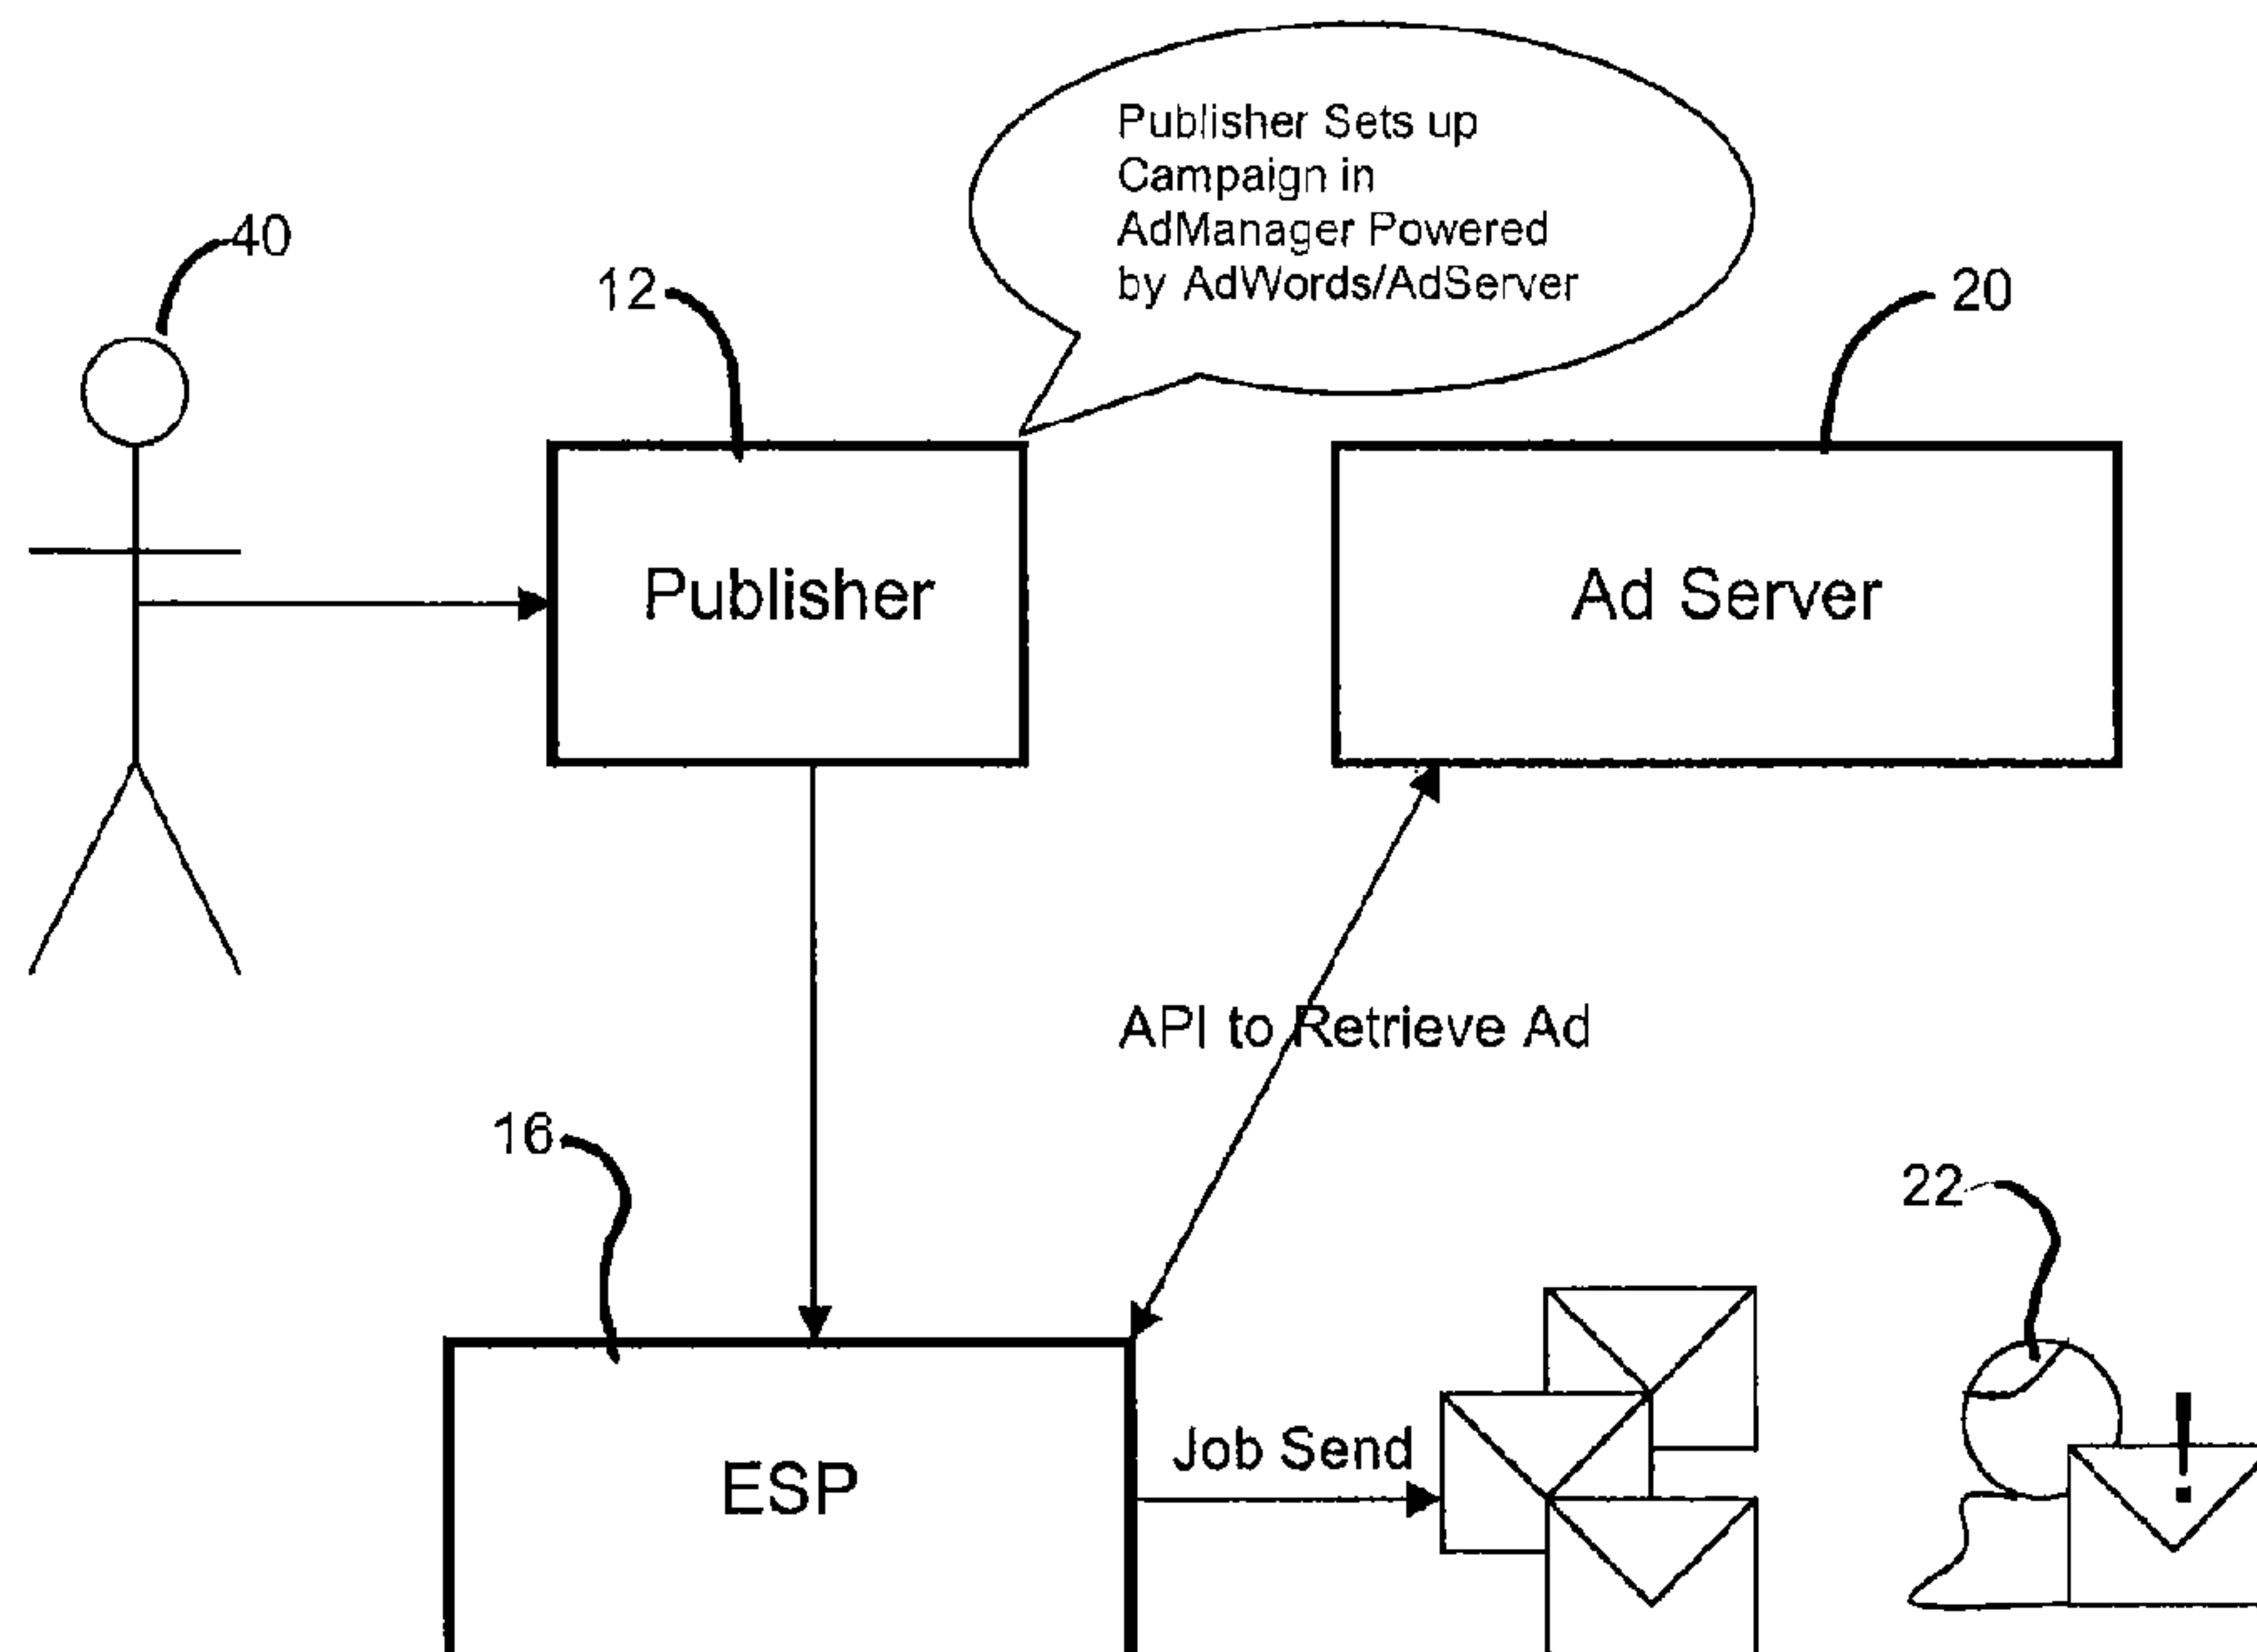 Publisher Sets up
Campaign in
AdManager Powered
by AdWords/AdServer
40
12
20
Publisher
Ad Server
API to Retrieve Ad
16
22
Job Send
ESP
!